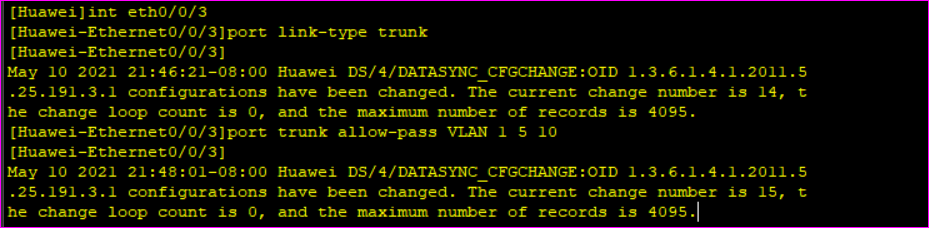 [Huawei]int eth0/0/3
[Huawei-Ethernet0/0/3]port link-type trunk
[Huawei-Ethernet0/0/3]
May 10 2021 21:46:21-08:00 Huawei DS/4/DATASYNC_CFGCHANGE:OID 1.3.6.1.4.1.2011.5
.25.191.3.1 configurations have been changed. The current change number is 14, t
he change loop count is 0, and the maximum number of records is 4095.
[Huawei-Ethernet0/0/3]port trunk allow-pass VLAN 1 5 10
[Huawei-Ethernet0/0/3]
May 10 2021 21:48:01-08:00 Huawei DS/4/DATASYNC_CFGCHANGE:OID 1.3.6.1.4.1.2011.5
.25.191.3.1 configurations have been changed. The current change number is 15, t
he change loop count is 0, and the maximum number of records is 4095.